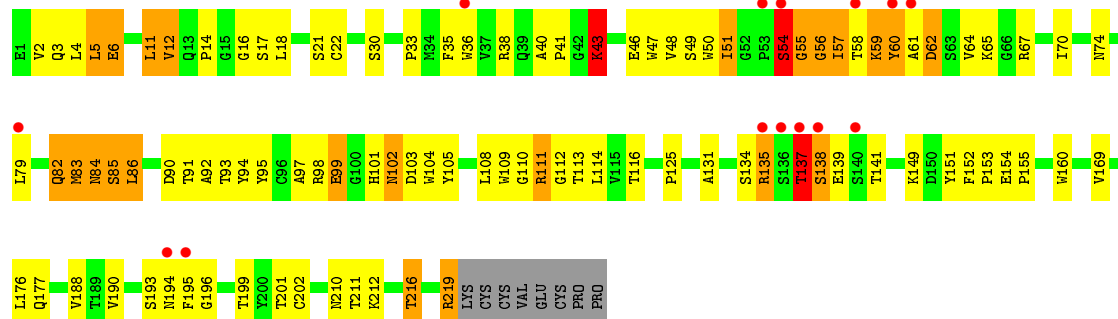 E1 V2 Q3 L4 L5 E6 L11 V12 Q13 P14 G15 G16 S17 L18 S21 C22 S30 P33 M34 F35 W36 V37 R38 Q39 A40 P41 G42 K43 E46 W47 V48 S49 W50 I51 G52 P53 S54 G55 G56 I57 T58 K59 Y60 A61 D62 S63 V64 K65 G66 R67 I70 N74
L79 Q82 M83 N84 S85 L86 D90 T91 A92 T93 Y94 Y95 C96 A97 R98 E99 G100 H101 N102 D103 W104 Y105 L108 W109 G110 R111 G112 T113 L114 V115 T116 P125 A131 S134 R135 S136 T137 S138 E139 S140 T141 K149 D150 Y151 F152 P153 E154 P155 W160 V169
L176 Q177 V188 T189 V190 S193 N194 F195 G196 T199 Y200 T201 C202 N210 T211 K212 T216 R219 LYS CYS CYS VAL GLU CYS PRO PRO